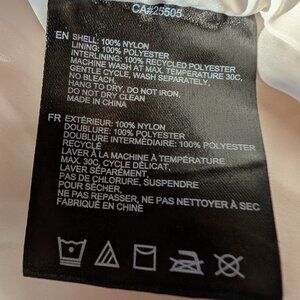 CA#25505
EN SHELL: 100% NYLON
LINING: 100% POLYESTER
INTERLINING: 100% RECYCLED POLYESTER
MACHINE WASH AT MAX. TEMPERATURE 30C,
GENTLE CYCLE, WASH SEPARATELY,
NO BLEACH,
HANG TO DRY, DO NOT IRON,
DO NOT DRY CLEAN
MADE IN CHINA
FR EXTÉRIEUR: 100% NYLON
DOUBLURE: 100% POLYESTER
DOUBLURE INTERMÉDIAIRE: 100% POLYESTER
RECYCLÉ
LAVER À LA MACHINE À TEMPÉRATURE
MAX. 30C, CYCLE DÉLICAT,
LAVER SÉPARÉMENT,
PAS DE CHLORURE, SUSPENDRE
POUR SÉCHER,
NE PAS REPASSER, NE PAS NETTOYER À SEC
FABRIQUÉ EN CHINE